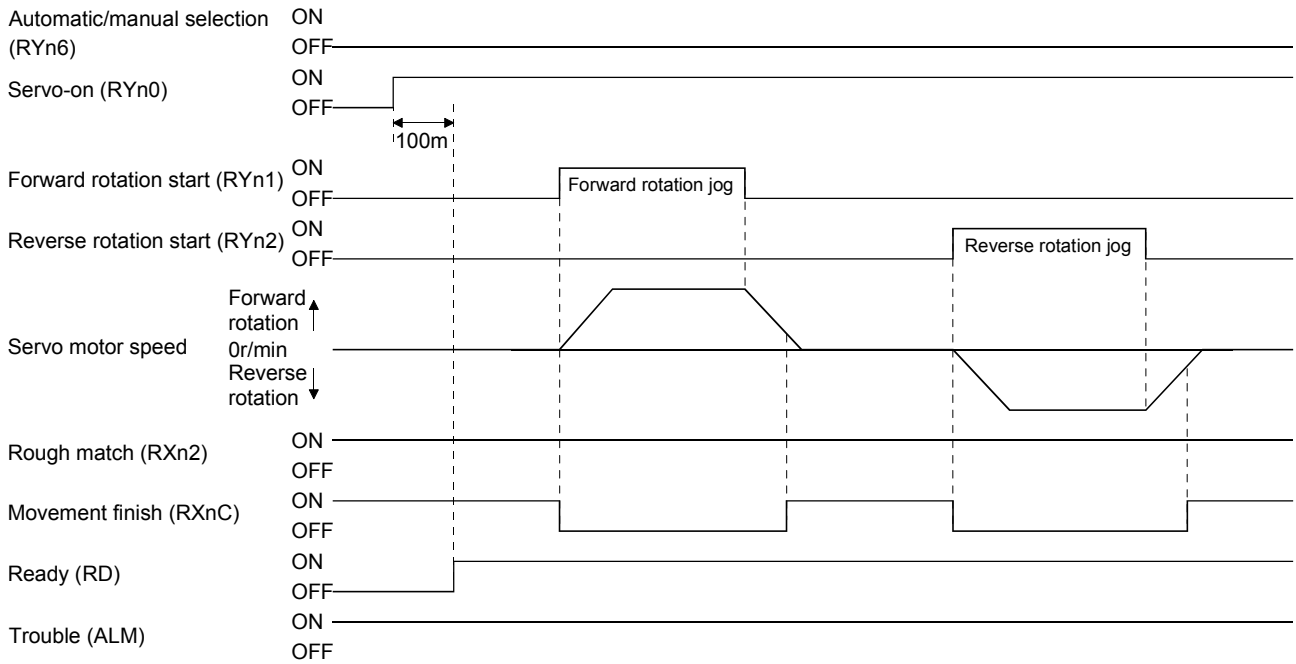 Automatic/manual selection ON
(RYn6) OFF
Servo-on (RYn0) ON
OFF
100m
Forward rotation start (RYn1) ON
OFF
Forward rotation jog
Reverse rotation start (RYn2) ON
OFF
Reverse rotation jog
Servo motor speed
Forward
rotation
0r/min
Reverse
rotation
Rough match (RXn2) ON
OFF
Movement finish (RXnC) ON
OFF
Ready (RD) ON
OFF
Trouble (ALM) ON
OFF